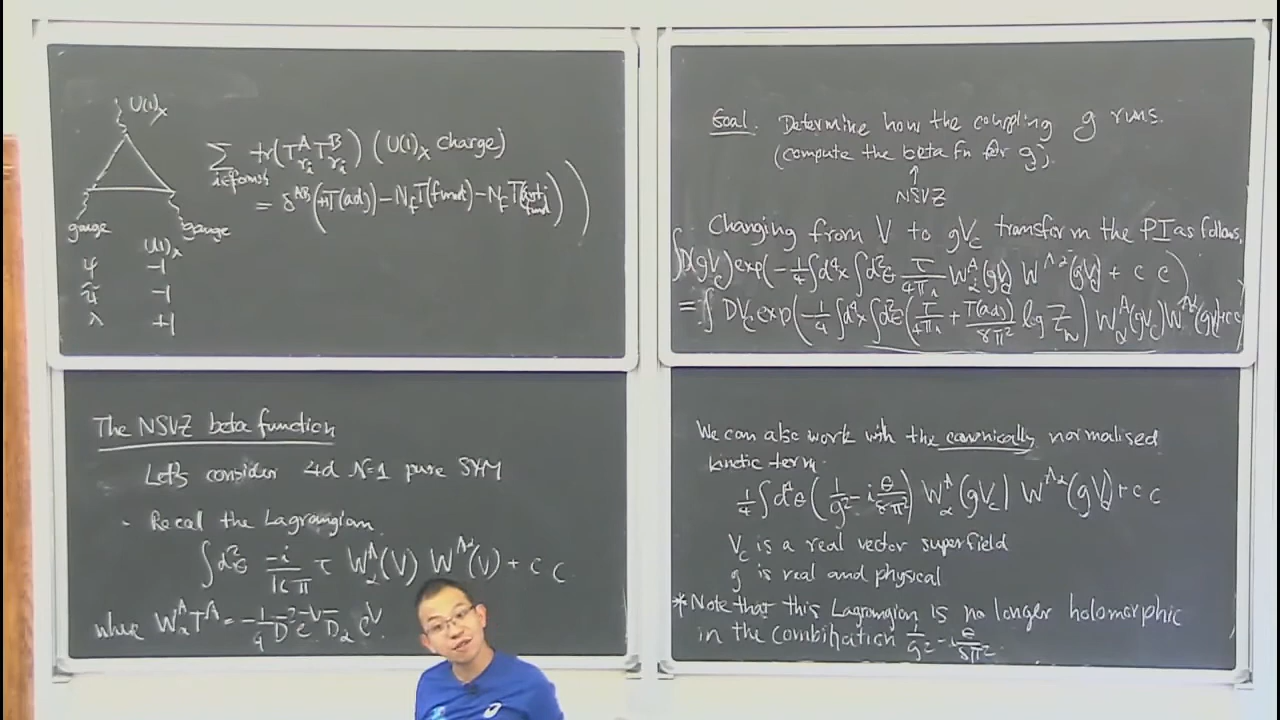 U(1)_X
∑ tr(T^A_{r_i} T^B_{r_i}) (U(1)_X charge)
= δ^{AB}(+T(adj) − N_f T(fund) − N_f T(anti fund))
gauge gauge
ψ −1
ψ̃ −1
λ +1
The NSVZ beta function
Let's consider 4d N=1 pure SYM
· Recall the Lagrangian
∫d²θ −i/16π τ W^A_α(V) W^{Aα}(V) + c c.
where W^A_α T^A = −1/4 D̄² e^{−V} D_α e^V
Goal. Determine how the coupling g runs.
(compute the beta fn for g).
↑
NSVZ
Changing from V to gV_c transform the PI as follows,
∫D(gV_c) exp(−1/4 ∫d⁴x ∫d²θ τ/4πi W^A_α(gV_c) W^{Aα}(gV_c) + c c)
= ∫ DV_c exp(−1/4 ∫d⁴x ∫d²θ (τ/4πi + T(adj)/8π² log Z_w) W^A_α(gV_c) W^{Aα}(gV_c) + cc)
We can also work with the canonically normalised
kinetic term.
1/4 ∫d²θ (1/g² − i θ/8π²) W^A_α(gV_c) W^{Aα}(gV_c) + c c
V_c is a real vector superfield
g is real and physical
* Note that this Lagrangian is no longer holomorphic
in the combination 1/g² − i θ/8π².